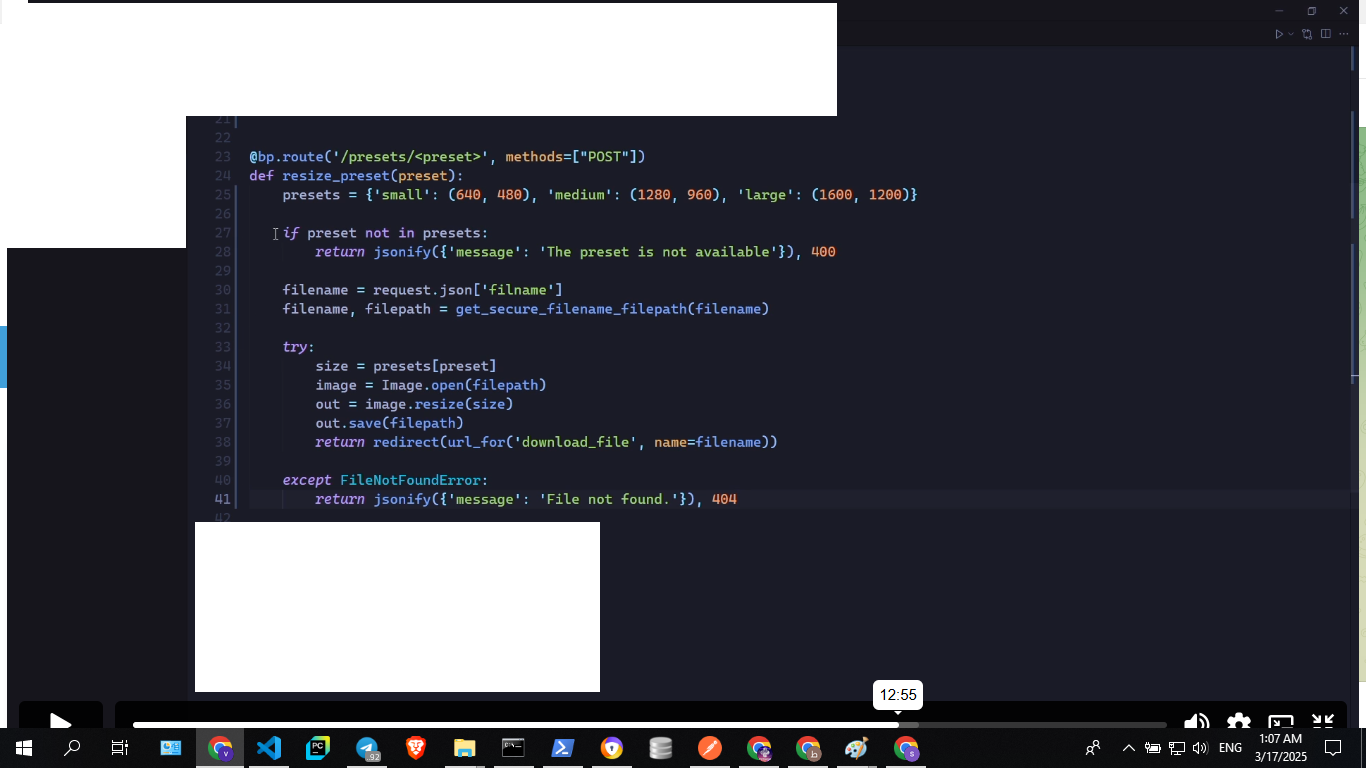 21
22
23 @bp.route('/presets/<preset>', methods=["POST"])
24 def resize_preset(preset):
25 presets = {'small': (640, 480), 'medium': (1280, 960), 'large': (1600, 1200)}
26
27 if preset not in presets:
28 return jsonify({'message': 'The preset is not available'}), 400
29
30 filename = request.json['filname']
31 filename, filepath = get_secure_filename_filepath(filename)
32
33 try:
34 size = presets[preset]
35 image = Image.open(filepath)
36 out = image.resize(size)
37 out.save(filepath)
38 return redirect(url_for('download_file', name=filename))
39
40 except FileNotFoundError:
41 return jsonify({'message': 'File not found.'}), 404
42
12:55
PC
.92
C:\.
v
b
s
ENG
1:07 AM
3/17/2025